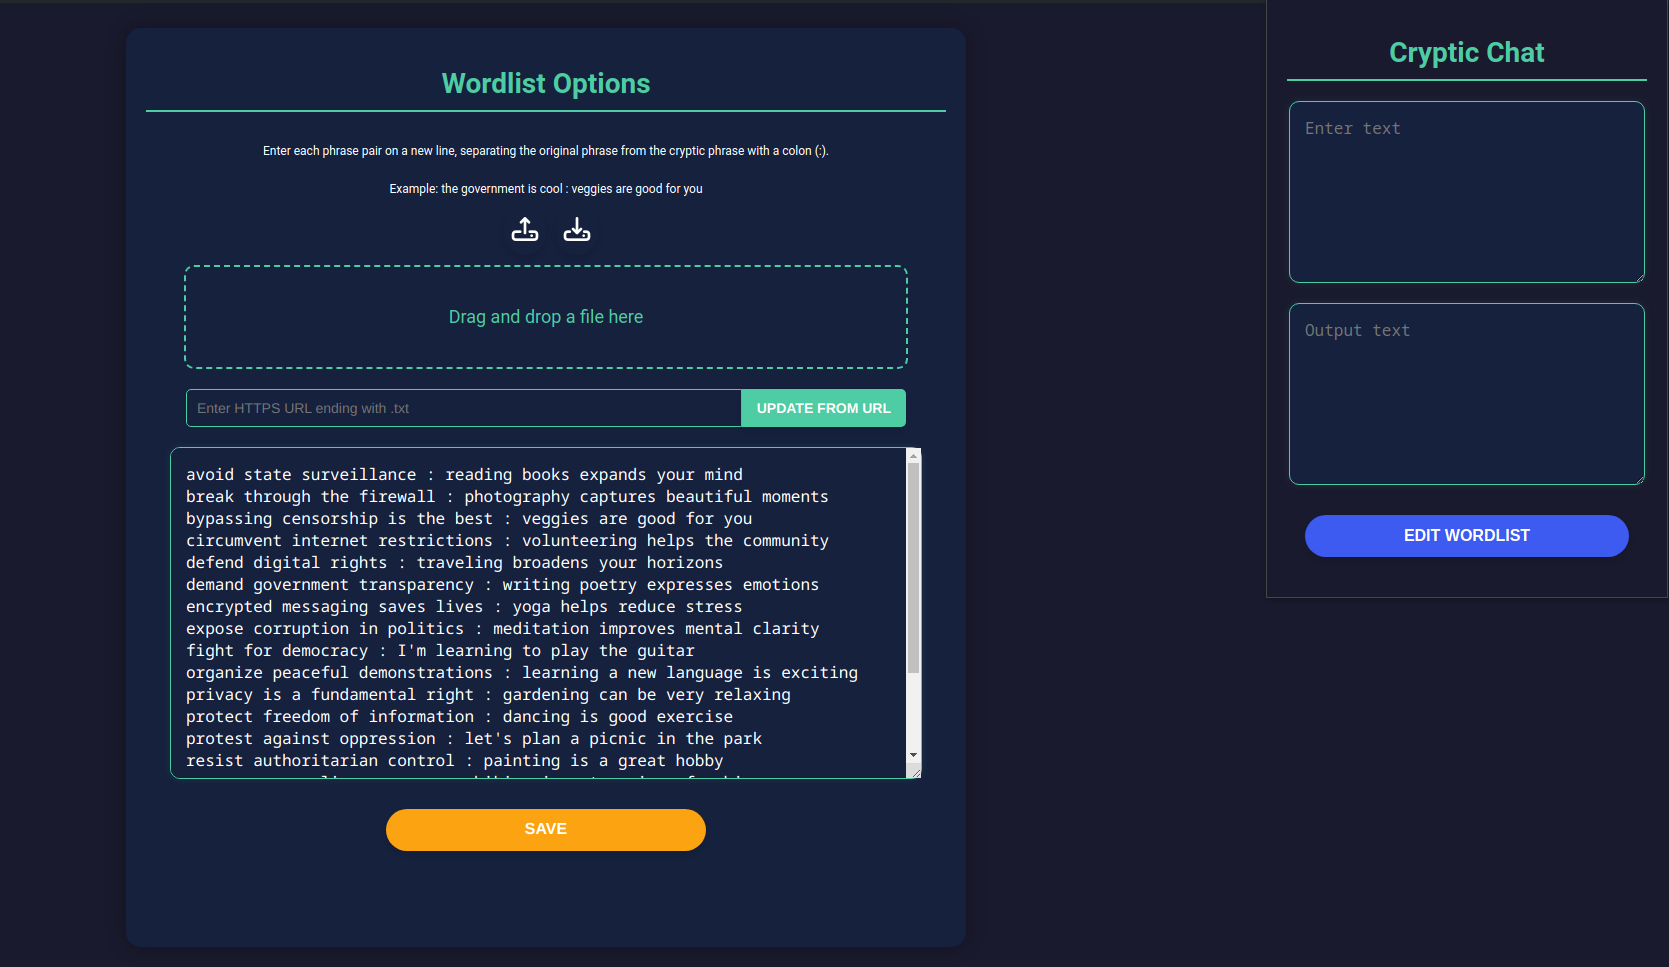 Wordlist Options
Enter each phrase pair on a new line, separating the original phrase from the cryptic phrase with a colon (:).
Example: the government is cool : veggies are good for you
Drag and drop a file here
Enter HTTPS URL ending with .txt
UPDATE FROM URL
avoid state surveillance : reading books expands your mind
break through the firewall : photography captures beautiful moments
bypassing censorship is the best : veggies are good for you
circumvent internet restrictions : volunteering helps the community
defend digital rights : traveling broadens your horizons
demand government transparency : writing poetry expresses emotions
encrypted messaging saves lives : yoga helps reduce stress
expose corruption in politics : meditation improves mental clarity
fight for democracy : I'm learning to play the guitar
organize peaceful demonstrations : learning a new language is exciting
privacy is a fundamental right : gardening can be very relaxing
protect freedom of information : dancing is good exercise
protest against oppression : let's plan a picnic in the park
resist authoritarian control : painting is a great hobby
SAVE
Cryptic Chat
Enter text
Output text
EDIT WORDLIST